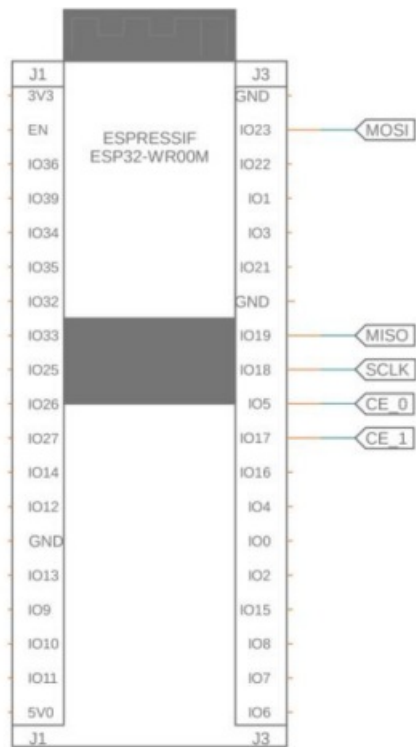 J1
J3
3V3
GND
EN
ESPRESSIF
ESP32-WR00M
IO23
MOSI
IO36
IO22
IO39
IO1
IO34
IO3
IO35
IO21
IO32
GND
IO33
IO19
MISO
IO25
IO18
SCLK
IO26
IO5
CE_0
IO27
IO17
CE_1
IO14
IO16
IO12
IO4
GND
IO0
IO13
IO2
IO9
IO15
IO10
IO8
IO11
IO7
5V0
IO6
J1
J3